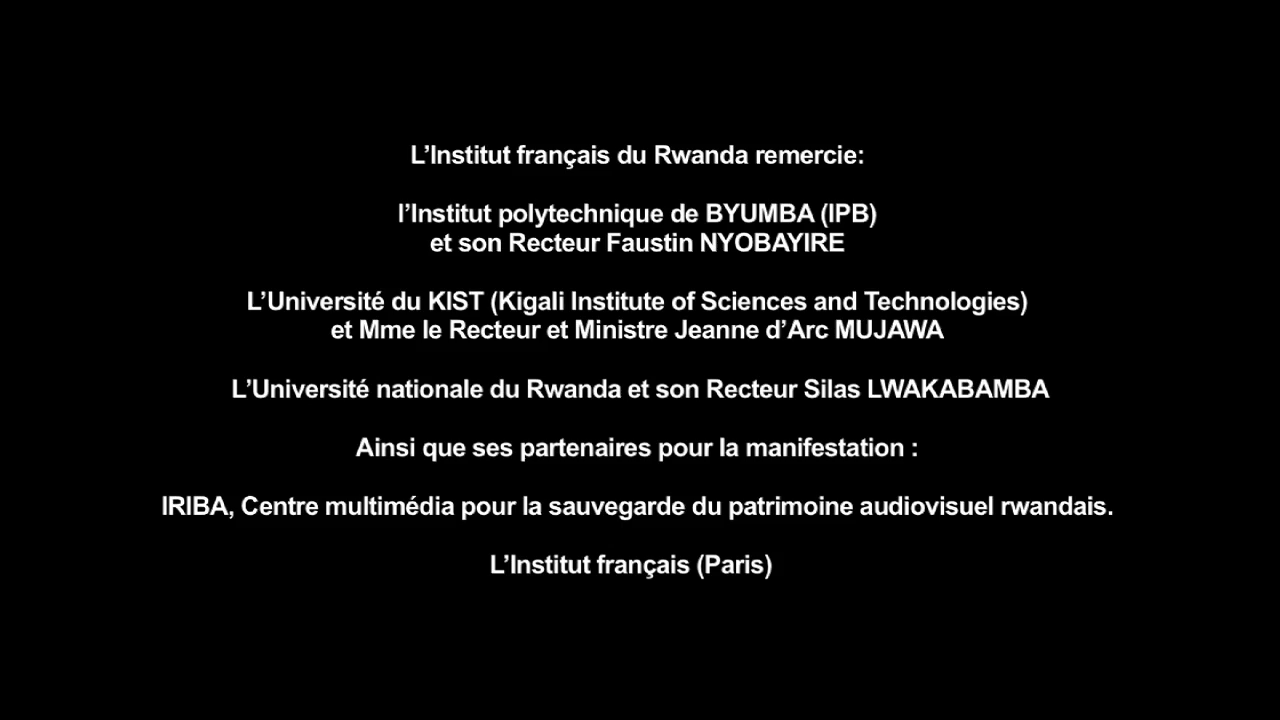 L’Institut français du Rwanda remercie:
l’Institut polytechnique de BYUMBA (IPB)
et son Recteur Faustin NYOBAYIRE
L’Université du KIST (Kigali Institute of Sciences and Technologies)
et Mme le Recteur et Ministre Jeanne d’Arc MUJAWA
L’Université nationale du Rwanda et son Recteur Silas LWAKABAMBA
Ainsi que ses partenaires pour la manifestation :
IRIBA, Centre multimédia pour la sauvegarde du patrimoine audiovisuel rwandais.
L’Institut français (Paris)